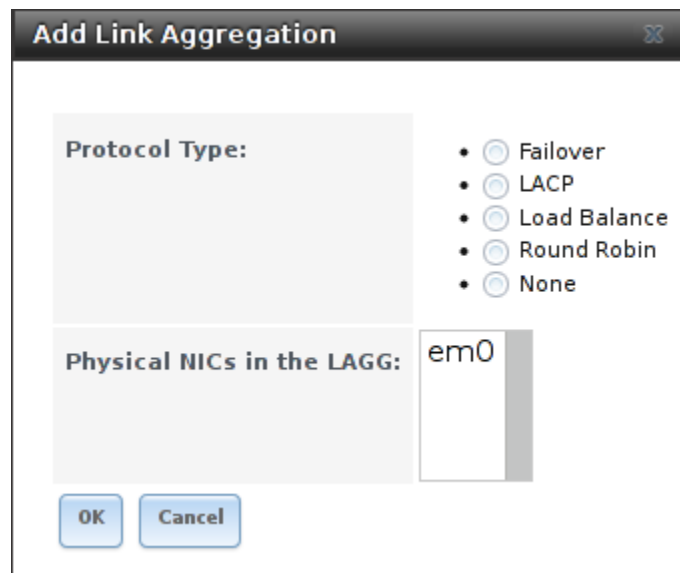 Add Link Aggregation
Protocol Type:
Failover
LACP
Load Balance
Round Robin
None
Physical NICs in the LAGG:
em0
OK
Cancel